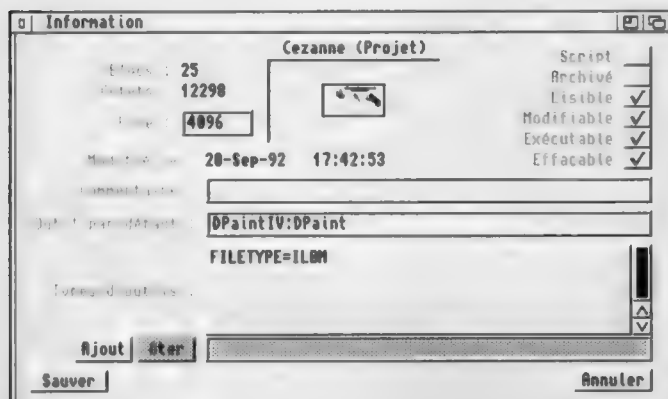 Information
Cezanne (Projet)
25
12298
4096
20-Sep-92 17:42:53
Script
Archivé
Lisible
Modifiable
Exécutable
Effaçable
DPaintIV:DPaint
FILETYPE=ILBM
Ajout Oter
Sauver Annuler